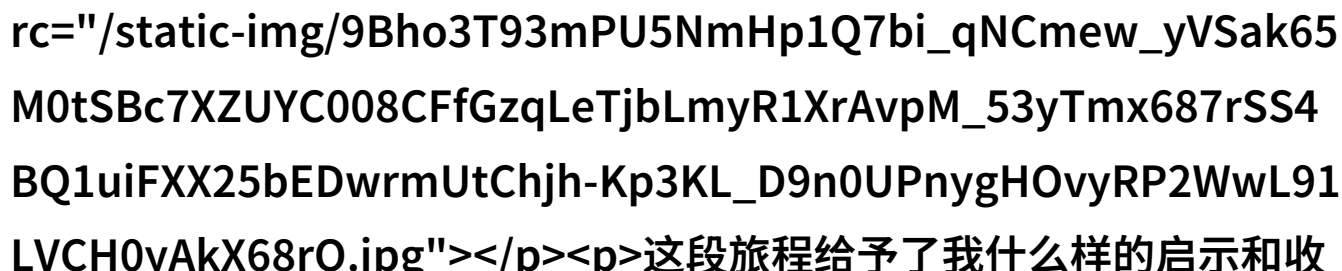 rc="/static-img/9Bho3T93mPU5NmHp1Q7bi_qNCmew_yVSak65
M0tSBc7XZUYC008CFfGzqLeTjbLmyR1XrAvpM_53yTmx687rSS4
BQ1uiFXX25bEDwrmUtChjh-Kp3KL_D9n0UPnygHOvyRP2WwL91
LVCH0yAkX68rO.jpg"></p><p>这段旅程给予了我什么样的启示和收